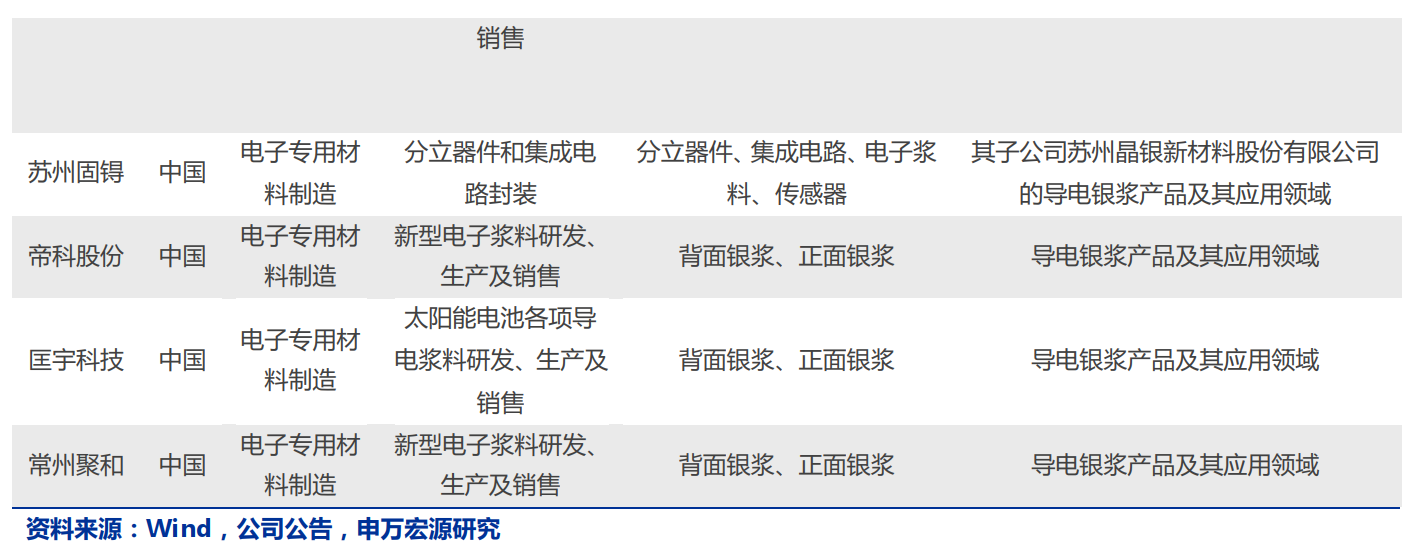 销售
苏州固锝 中国 电子专用材料制造 分立器件和集成电路封装 分立器件、集成电路、电子浆料、传感器 其子公司苏州晶银新材料股份有限公司的导电银浆产品及其应用领域
帝科股份 中国 电子专用材料制造 新型电子浆料研发、生产及销售 背面银浆、正面银浆 导电银浆产品及其应用领域
匡宇科技 中国 电子专用材料制造 太阳能电池各项导电浆料研发、生产及销售 背面银浆、正面银浆 导电银浆产品及其应用领域
常州聚和 中国 电子专用材料制造 新型电子浆料研发、生产及销售 背面银浆、正面银浆 导电银浆产品及其应用领域
资料来源：Wind，公司公告，申万宏源研究